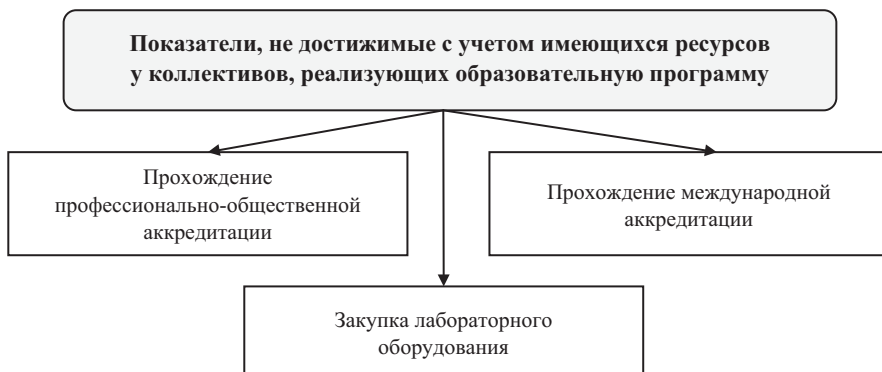 Показатели, не достижимые с учетом имеющихся ресурсов
у коллективов, реализующих образовательную программу
Прохождение
профессионально-общественной
аккредитации
Прохождение международной
аккредитации
Закупка лабораторного
оборудования